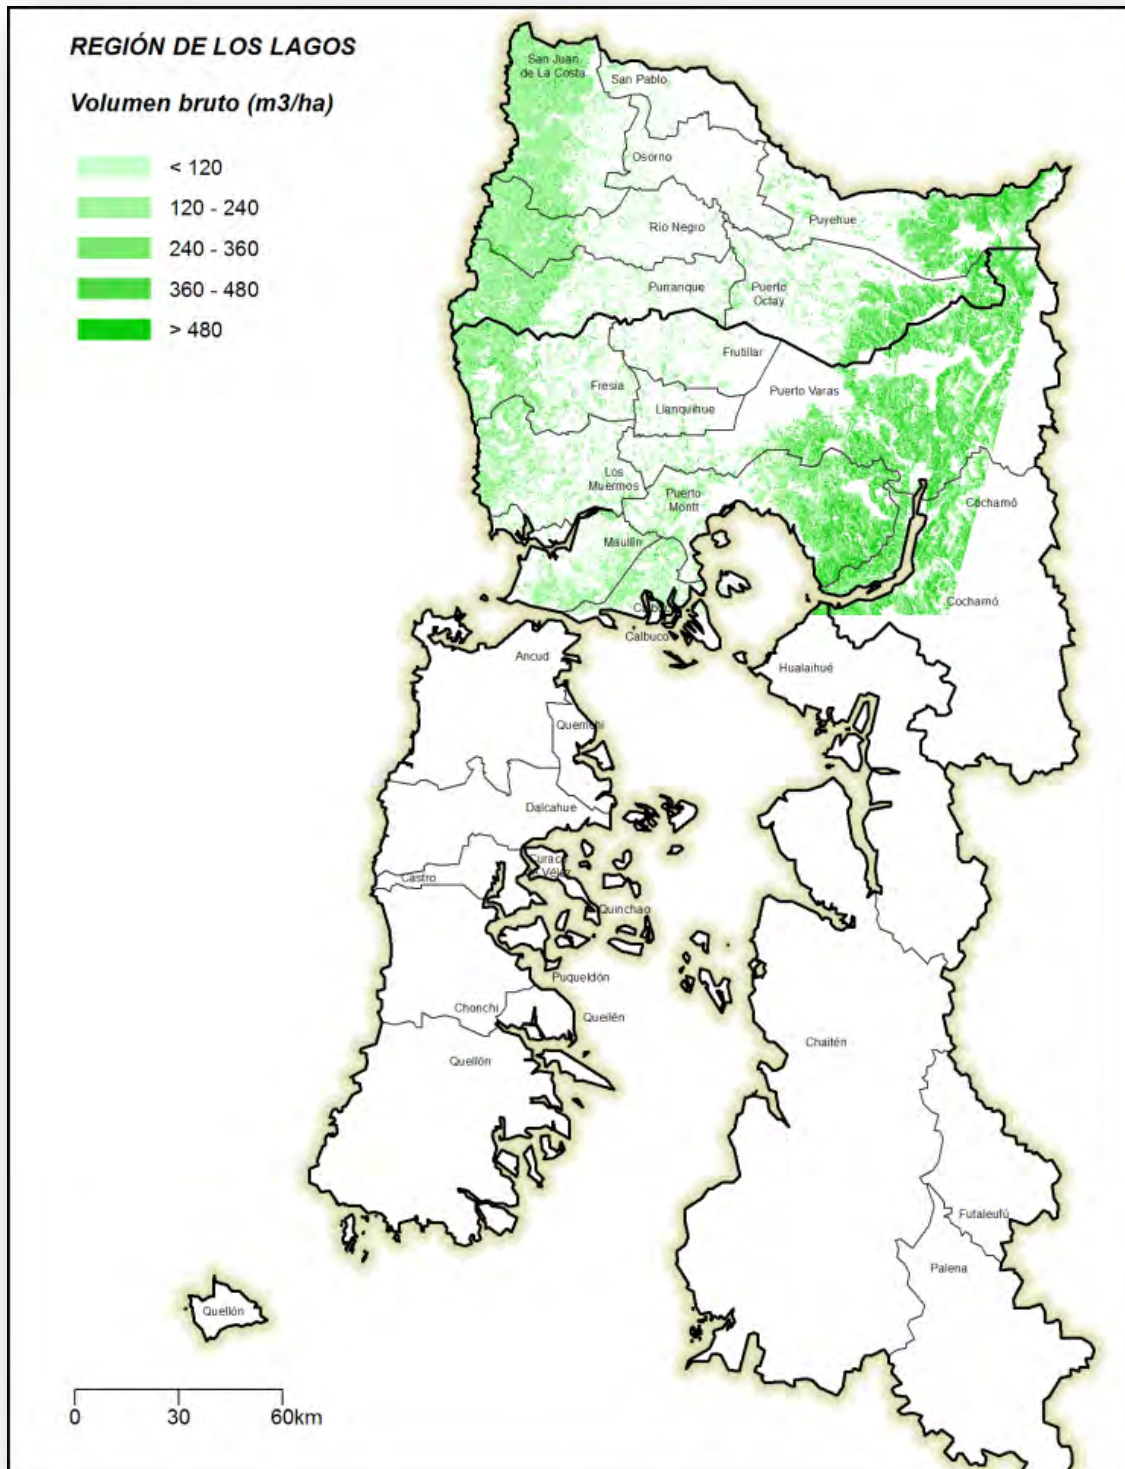 REGIÓN DE LOS LAGOS
Volumen bruto (m3/ha)
< 120
120 - 240
240 - 360
360 - 480
> 480
San Juan
de La Costa
San Pablo
Osorno
Puyehue
Río Negro
Purranque
Puerto
Octay
Frutillar
Fresia
Puerto Varas
Llanquihue
Los
Muermos
Puerto
Montt
Cochamó
Maullín
Cochamó
Calbuco
Ancud
Hualaihué
Quemchi
Dalcahue
Castro
Quinchao
Puqueldón
Chonchi
Queilén
Chaitén
Quellón
Futaleufú
Palena
Quellón
0 30 60km